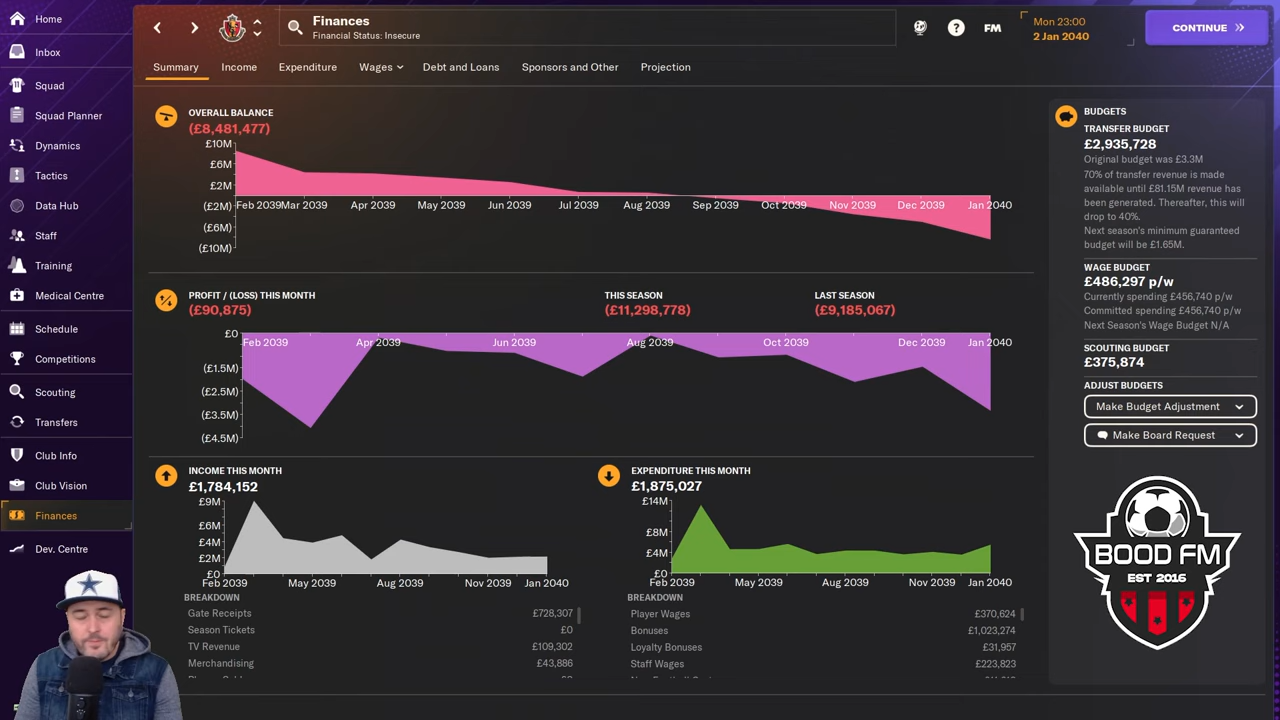 Home
Inbox
Squad
Squad Planner
Dynamics
Tactics
Data Hub
Staff
Training
Medical Centre
Schedule
Competitions
Scouting
Transfers
Club Info
Club Vision
Finances
Dev. Centre
Finances
Financial Status: Insecure
?
FM
Mon 23:00
2 Jan 2040
CONTINUE
Summary
Income
Expenditure
Wages
Debt and Loans
Sponsors and Other
Projection
OVERALL BALANCE
(£8,481,477)
£10M
£6M
£2M
(£2M)
(£6M)
(£10M)
Feb 2039 Mar 2039 Apr 2039 May 2039 Jun 2039 Jul 2039 Aug 2039 Sep 2039 Oct 2039 Nov 2039 Dec 2039 Jan 2040
PROFIT / (LOSS) THIS MONTH
(£90,875)
THIS SEASON
(£11,298,778)
LAST SEASON
(£9,185,067)
£0
(£1.5M)
(£2.5M)
(£3.5M)
(£4.5M)
Feb 2039 Apr 2039 Jun 2039 Aug 2039 Oct 2039 Dec 2039 Jan 2040
INCOME THIS MONTH
£1,784,152
£9M
£6M
£4M
£2M
£0
Feb 2039 May 2039 Aug 2039 Nov 2039 Jan 2040
BREAKDOWN
Gate Receipts £728,307
Season Tickets £0
TV Revenue £109,302
Merchandising £43,886
EXPENDITURE THIS MONTH
£1,875,027
£14M
£8M
£4M
£0
Feb 2039 May 2039 Aug 2039 Nov 2039 Jan 2040
BREAKDOWN
Player Wages £370,624
Bonuses £1,023,274
Loyalty Bonuses £31,957
Staff Wages £223,823
BUDGETS
TRANSFER BUDGET
£2,935,728
Original budget was £3.3M
70% of transfer revenue is made
available until £81.15M revenue has
been generated. Thereafter, this will
drop to 40%.
Next season's minimum guaranteed
budget will be £1.65M.
WAGE BUDGET
£486,297 p/w
Currently spending £456,740 p/w
Committed spending £456,740 p/w
Next Season's Wage Budget N/A
SCOUTING BUDGET
£375,874
ADJUST BUDGETS
Make Budget Adjustment
Make Board Request
BOOD FM
EST 2016